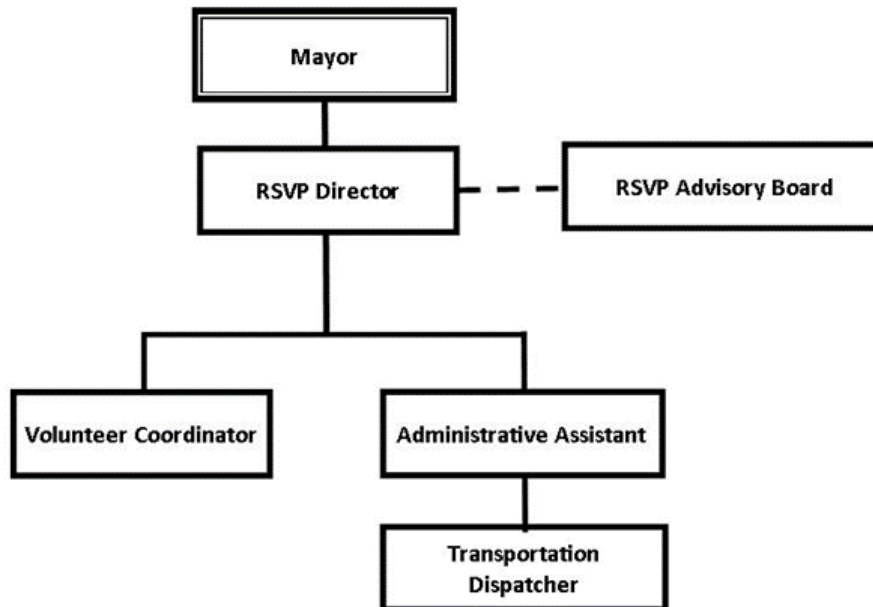 Mayor
RSVP Director
RSVP Advisory Board
Volunteer Coordinator
Administrative Assistant
Transportation
Dispatcher